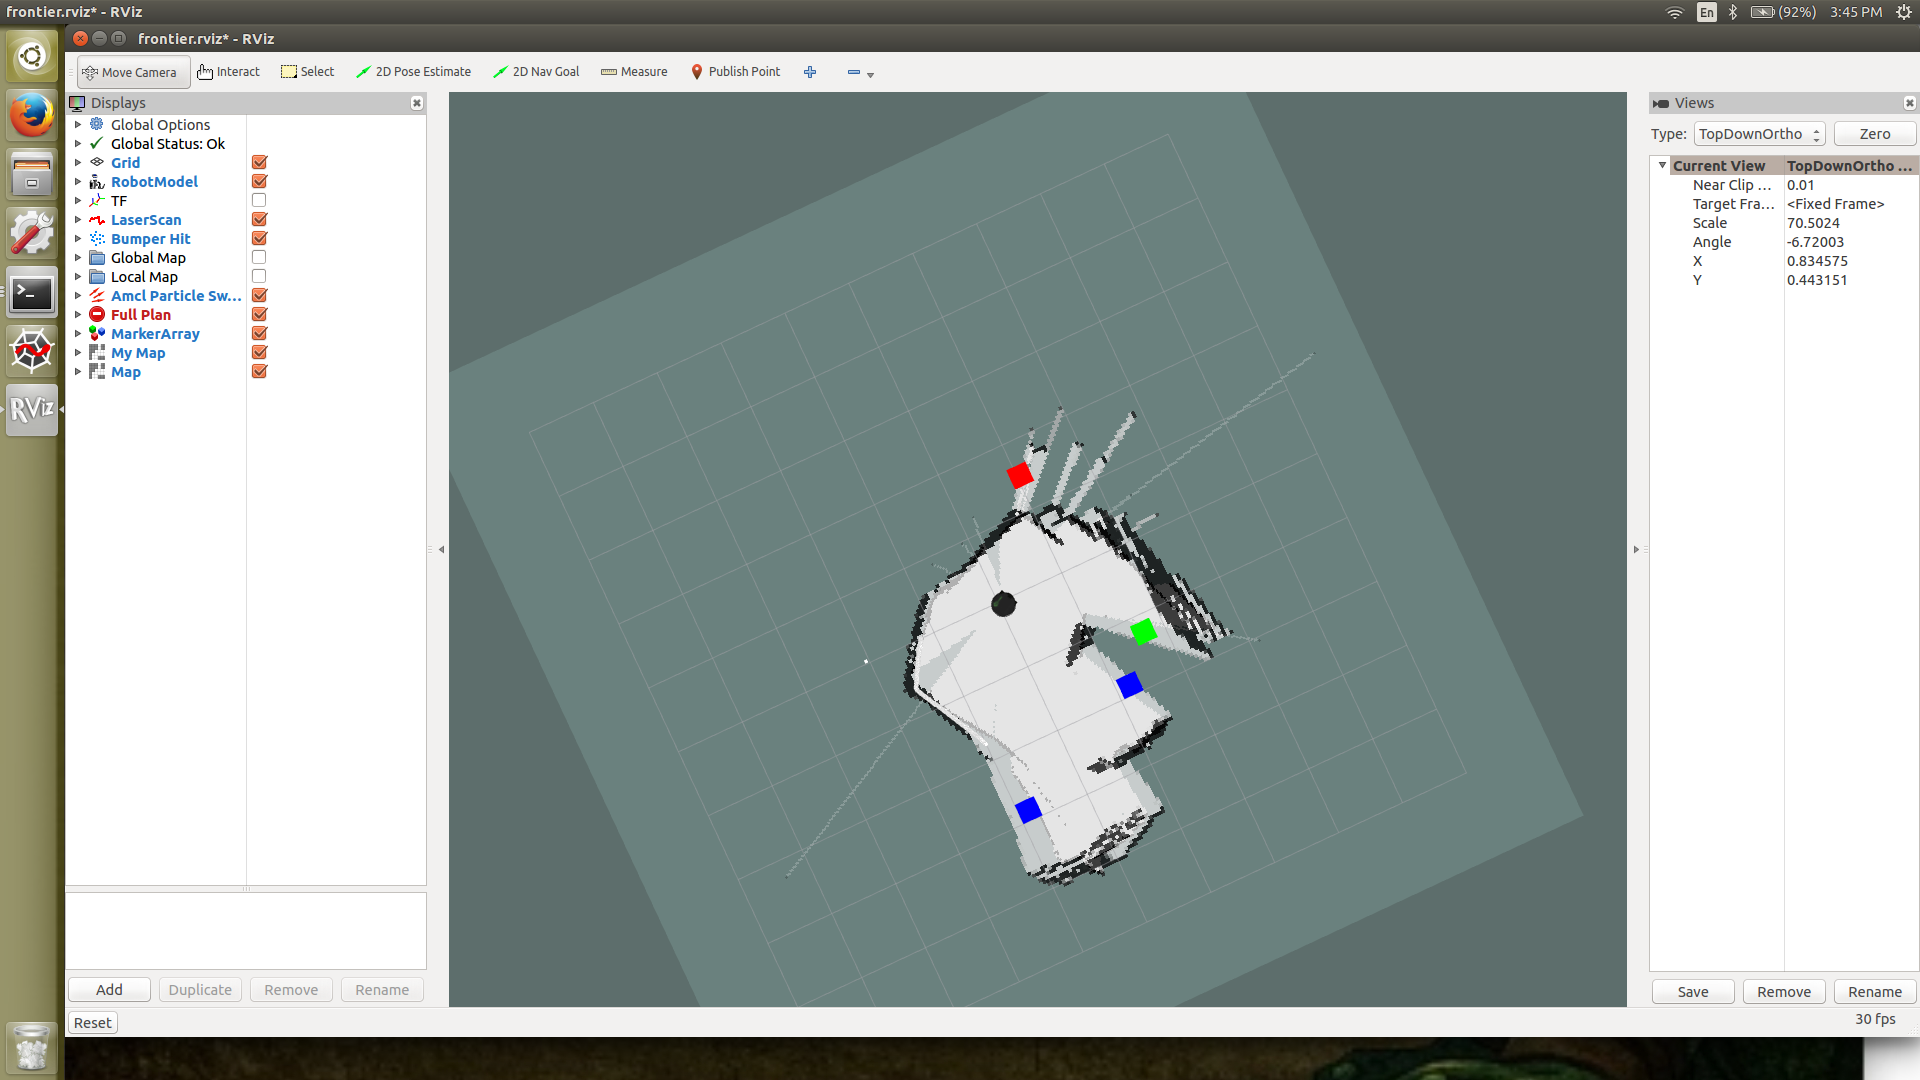 frontier.rviz* - RViz
En
(92%)
3:45 PM
frontier.rviz* - RViz
Move Camera
Interact
Select
2D Pose Estimate
2D Nav Goal
Measure
Publish Point
Displays
Global Options
Global Status: Ok
Grid
RobotModel
TF
LaserScan
Bumper Hit
Global Map
Local Map
Amcl Particle Sw...
Full Plan
MarkerArray
My Map
Map
Add
Duplicate
Remove
Rename
Reset
RViz
Views
Type:
TopDownOrtho
Zero
Current View
TopDownOrtho ...
Near Clip ...
0.01
Target Fra...
<Fixed Frame>
Scale
70.5024
Angle
-6.72003
X
0.834575
Y
0.443151
Save
Remove
Rename
30 fps